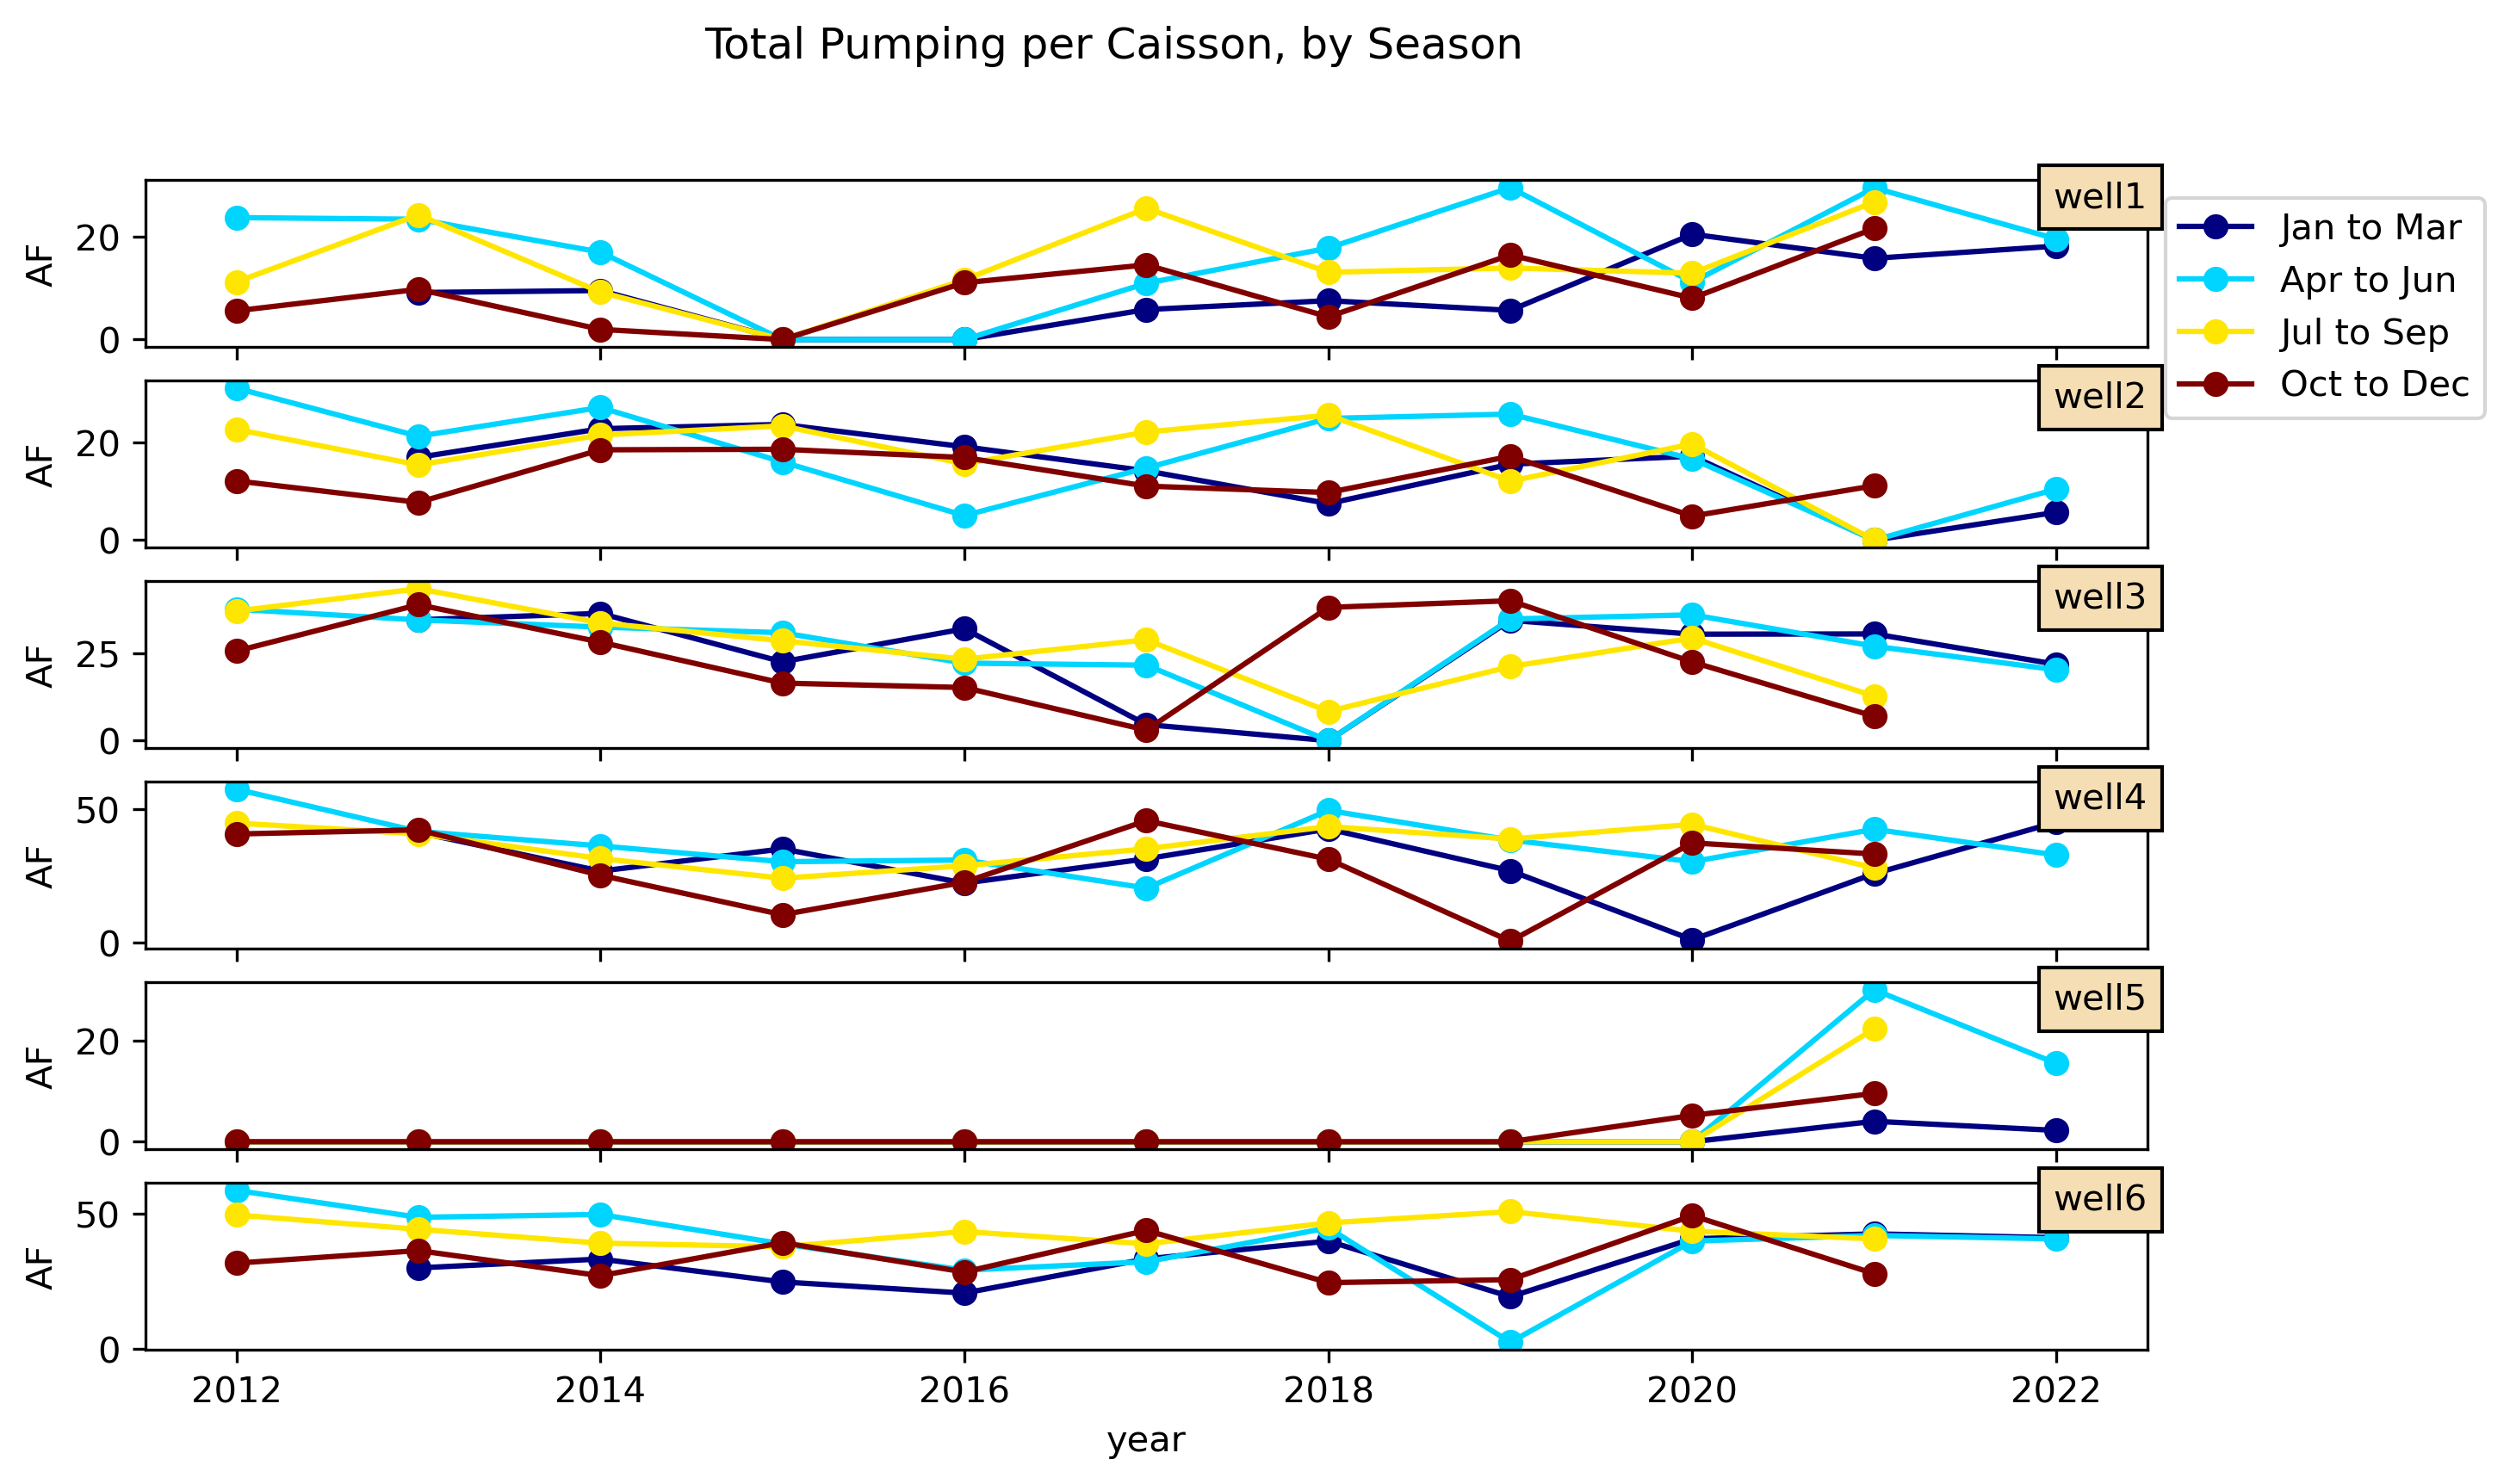 Total Pumping per Caisson, by Season
well1
AF
20
0
Jan to Mar
Apr to Jun
Jul to Sep
Oct to Dec
well2
AF
20
0
well3
AF
25
0
well4
AF
50
0
well5
AF
20
0
well6
AF
50
0
2012 2014 2016 2018 2020 2022
year